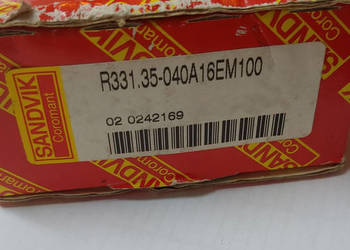 SANDVIK
Coromant
R331.35-040A16EM100
02 0242169